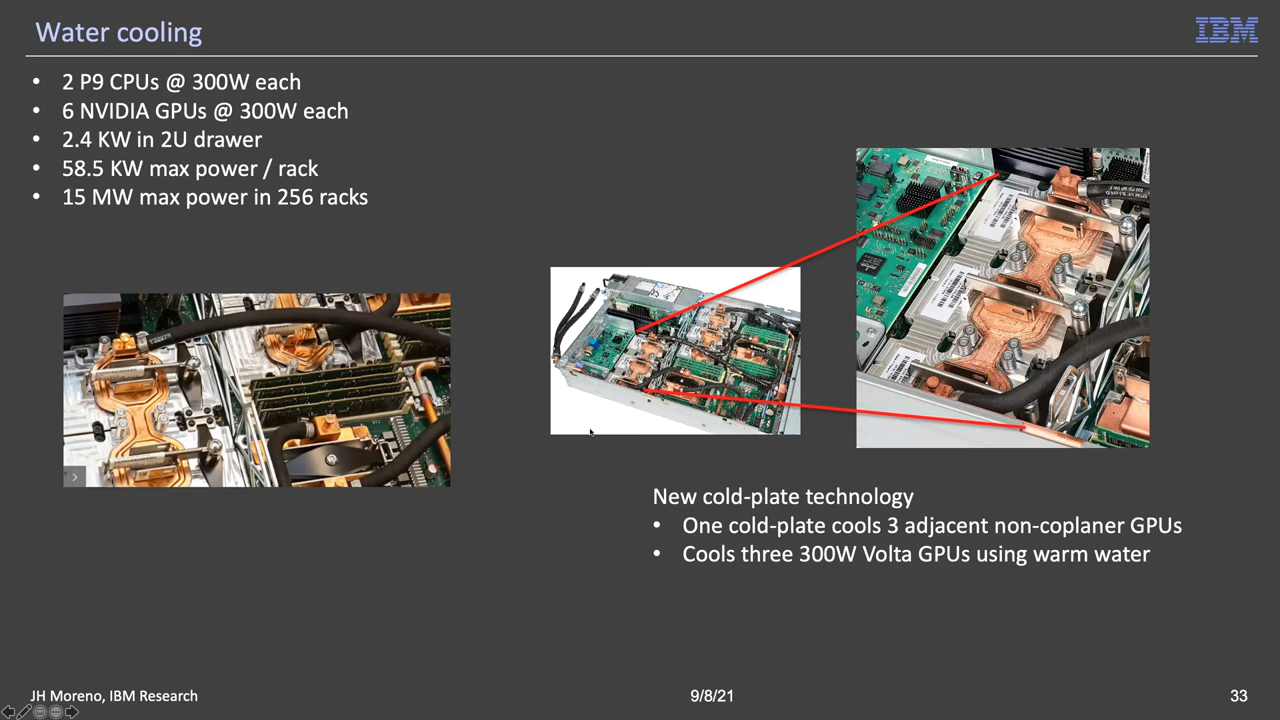 Water cooling
IBM
• 2 P9 CPUs @ 300W each
• 6 NVIDIA GPUs @ 300W each
• 2.4 KW in 2U drawer
• 58.5 KW max power / rack
• 15 MW max power in 256 racks
New cold-plate technology
• One cold-plate cools 3 adjacent non-coplaner GPUs
• Cools three 300W Volta GPUs using warm water
JH Moreno, IBM Research
9/8/21
33